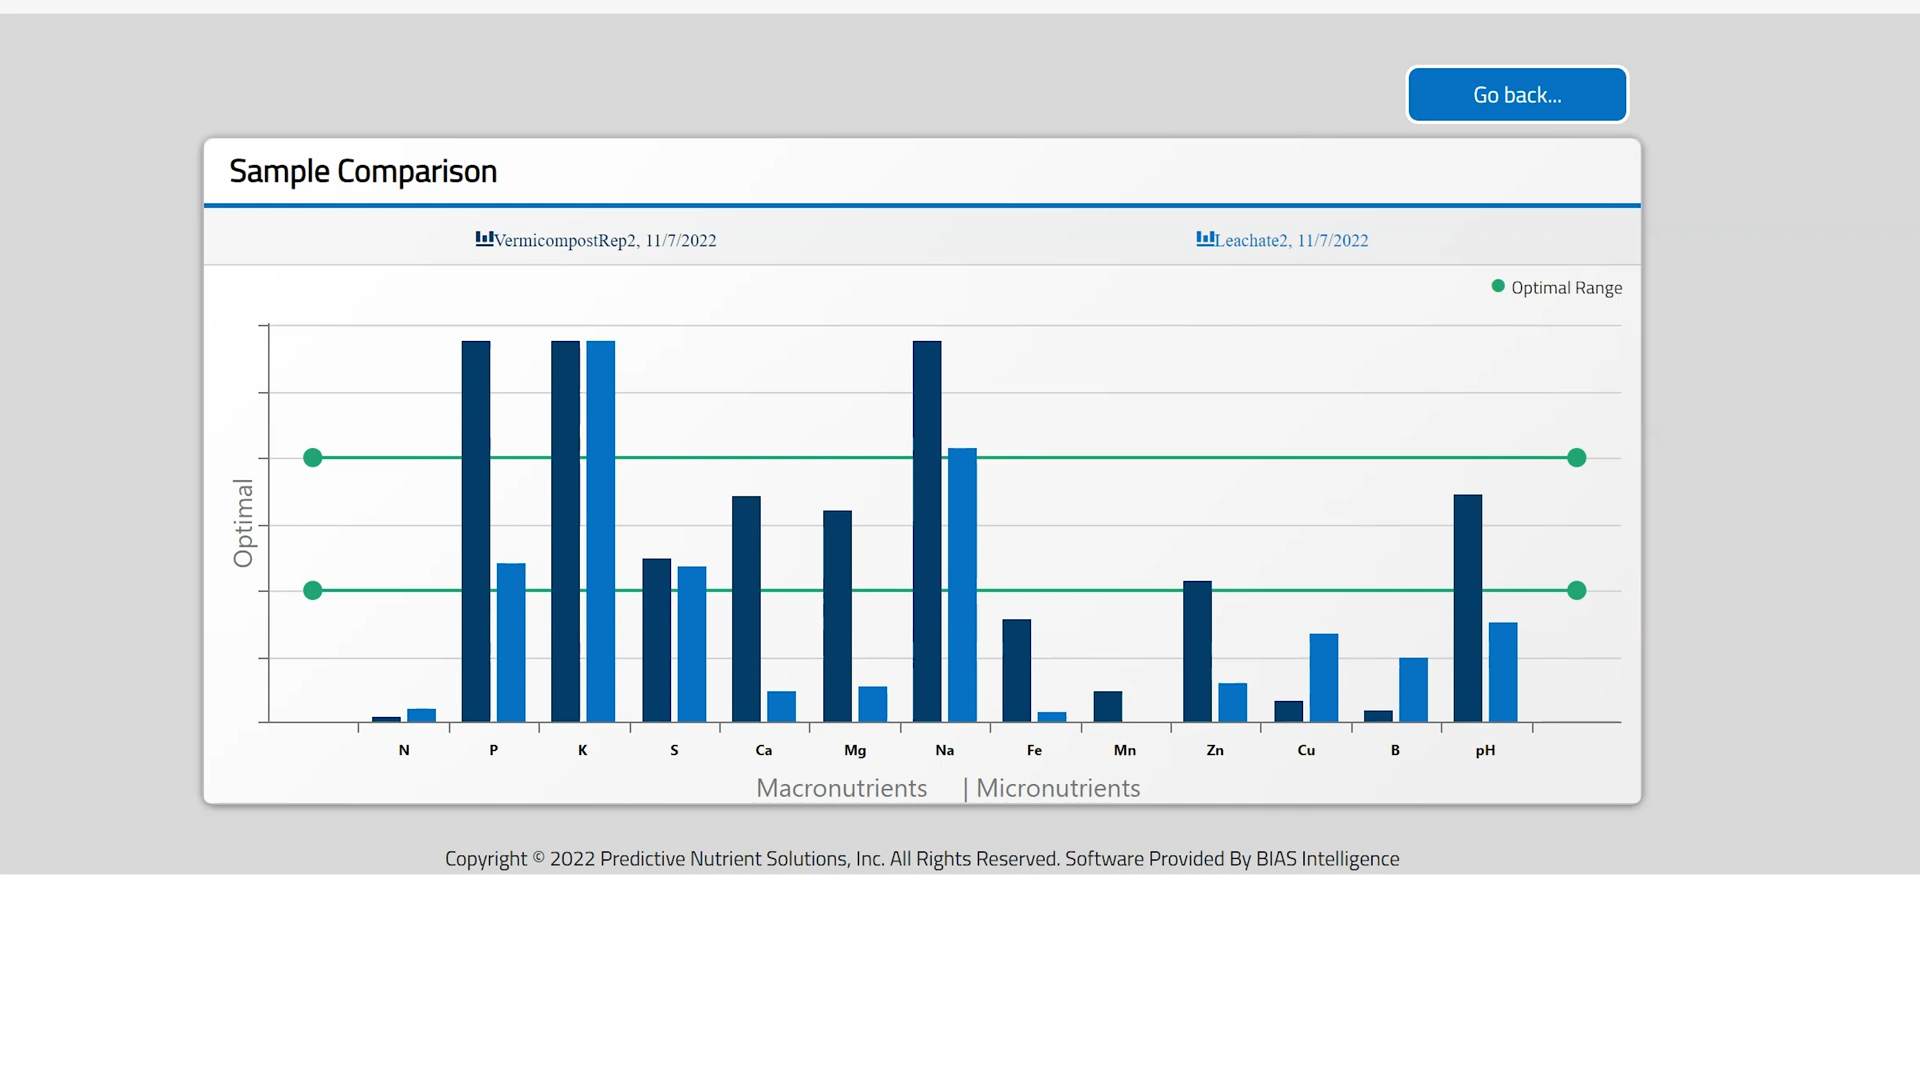 Go back...
Sample Comparison
VermicompostRep2, 11/7/2022
Leachate2, 11/7/2022
Optimal Range
Optimal
N P K S Ca Mg Na Fe Mn Zn Cu B pH
Macronutrients | Micronutrients
Copyright © 2022 Predictive Nutrient Solutions, Inc. All Rights Reserved. Software Provided By BIAS Intelligence